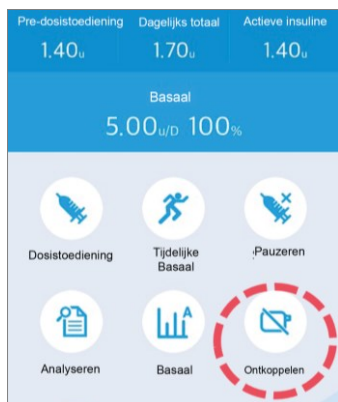 Pre-dosistoediening Dagelijks totaal Actieve insuline
1.40u 1.70u 1.40u
Basaal
5.00u/D 100%
Dosistoediening Tijdelijke Pauzeren
Basaal
A
Analyseren Basaal Ontkoppelen